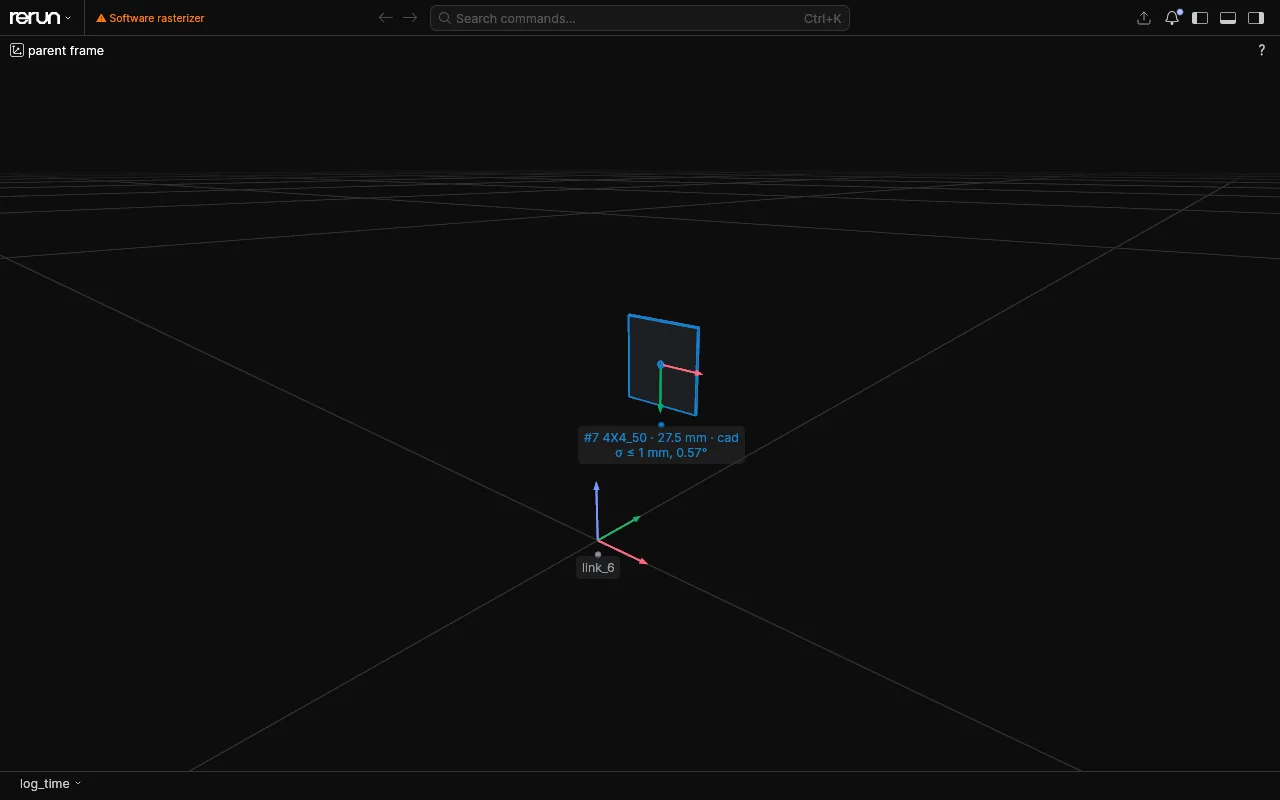 rerun
Software rasterizer
Search commands...
Ctrl+K
parent frame
?
#7 4X4_50 · 27.5 mm · cad
σ ≤ 1 mm, 0.57°
link_6
log_time